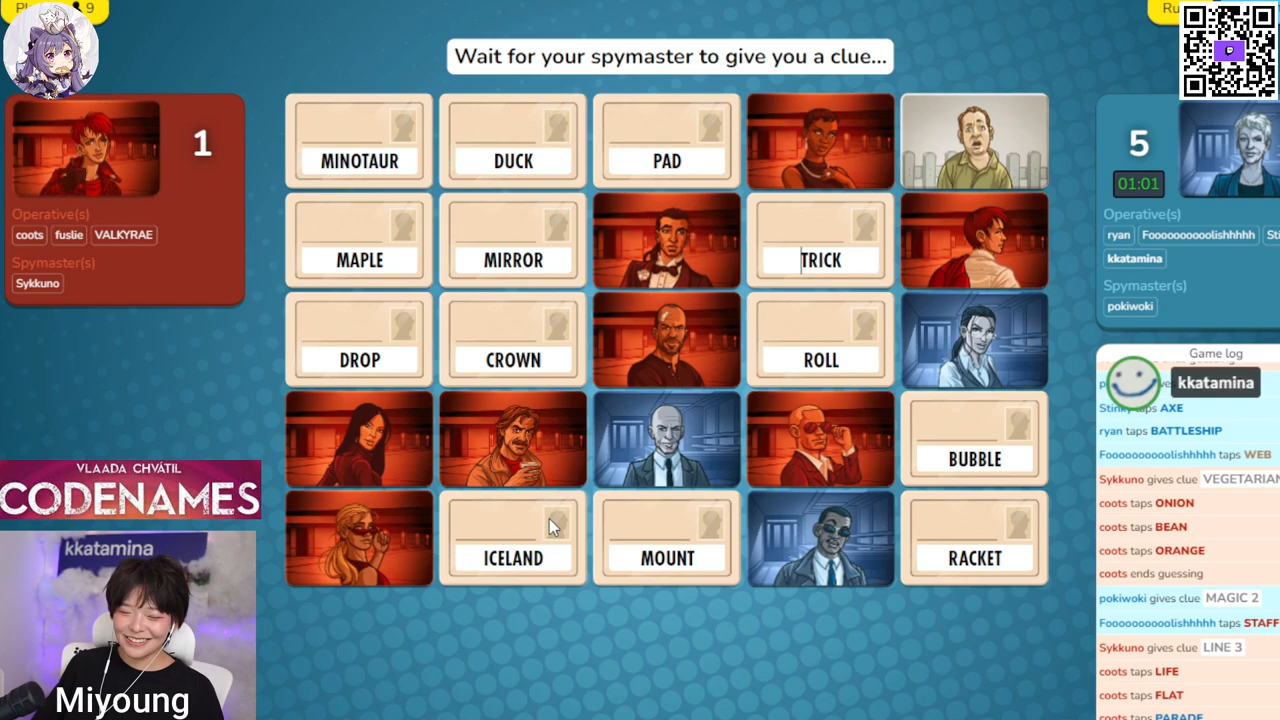 9
Wait for your spymaster to give you a clue...
1
Operative(s)
coots fuslie VALKYRAE
Spymaster(s)
Sykkuno
MINOTAUR
DUCK
PAD
MAPLE
MIRROR
TRICK
DROP
CROWN
ROLL
BUBBLE
ICELAND
MOUNT
RACKET
5
01:01
Operative(s)
ryan Foooooooooolishhhhh
kkatamina
Spymaster(s)
pokiwoki
Game log
kkatamina
taps AXE
ryan taps BATTLESHIP
Foooooooooolishhhhh taps WEB
Sykkuno gives clue VEGETARIAN
coots taps ONION
coots taps BEAN
coots taps ORANGE
coots ends guessing
pokiwoki gives clue MAGIC 2
Foooooooooolishhhhh taps STAFF
Sykkuno gives clue LINE 3
coots taps LIFE
coots taps FLAT
coots taps PARADE
VLAADA CHVÁTIL
CODENAMES
kkatamina
Miyoung